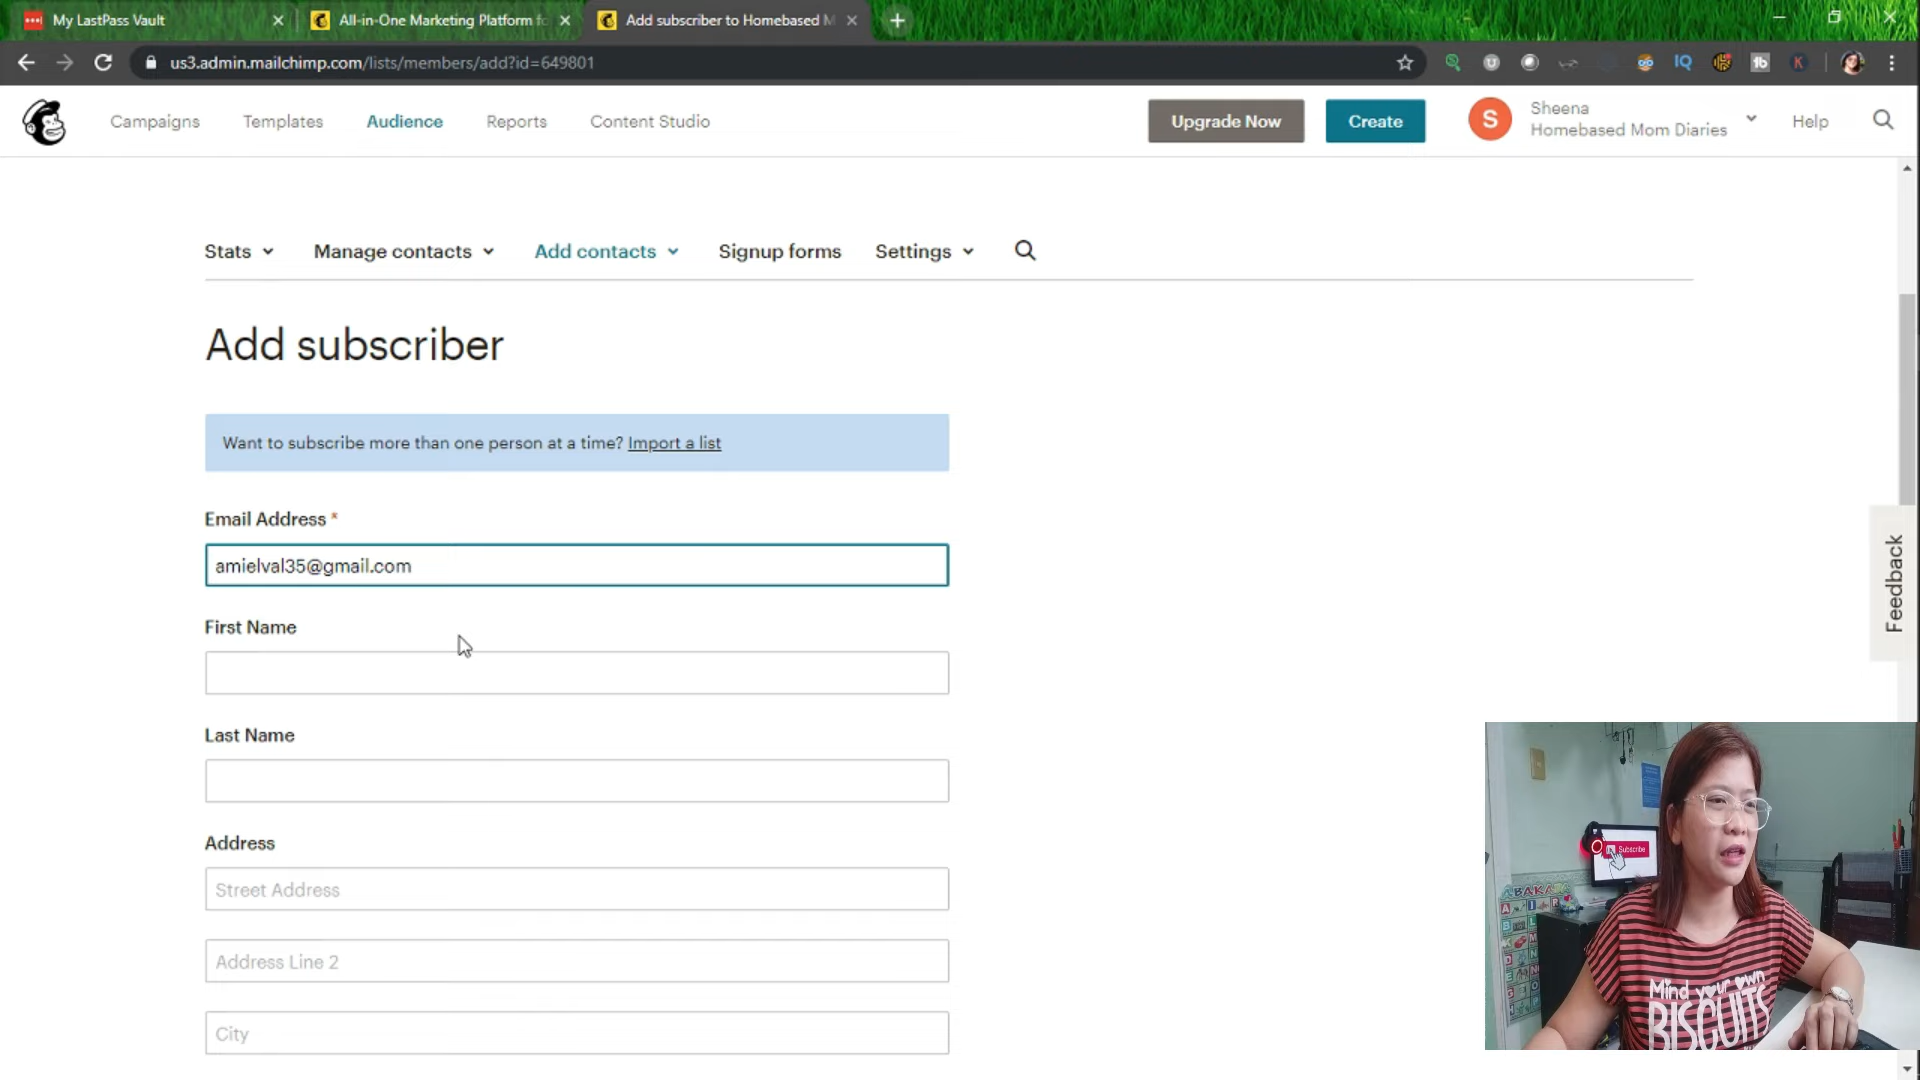 My LastPass Vault
All-in-One Marketing Platform fo
Add subscriber to Homebased M
us3.admin.mailchimp.com/lists/members/add?id=649801
IQ
Campaigns
Templates
Audience
Reports
Content Studio
Upgrade Now
Create
S
Sheena
Homebased Mom Diaries
Help
Stats
Manage contacts
Add contacts
Signup forms
Settings
Add subscriber
Want to subscribe more than one person at a time? Import a list
Email Address *
amielval35@gmail.com
First Name
Last Name
Address
Street Address
Address Line 2
City
Feedback
Subscribe
ABAKADA
Mind your own
BISCUITS